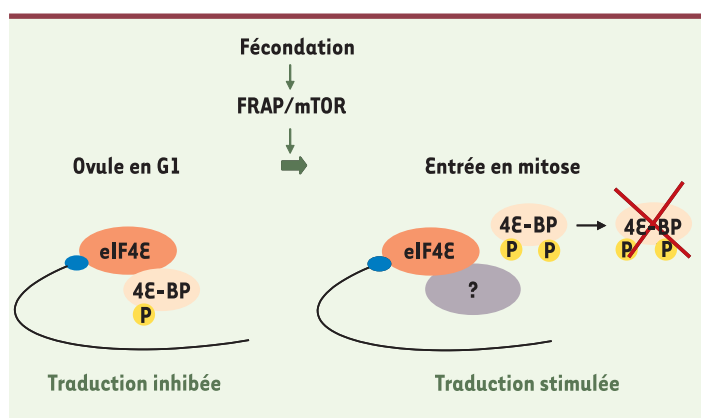 Fécondation
FRAP/mTOR
Ovule en G1
Entrée en mitose
eIF4E
4E-BP
P
eIF4E
?
4E-BP
P P
4E-BP
P P
Traduction inhibée
Traduction stimulée